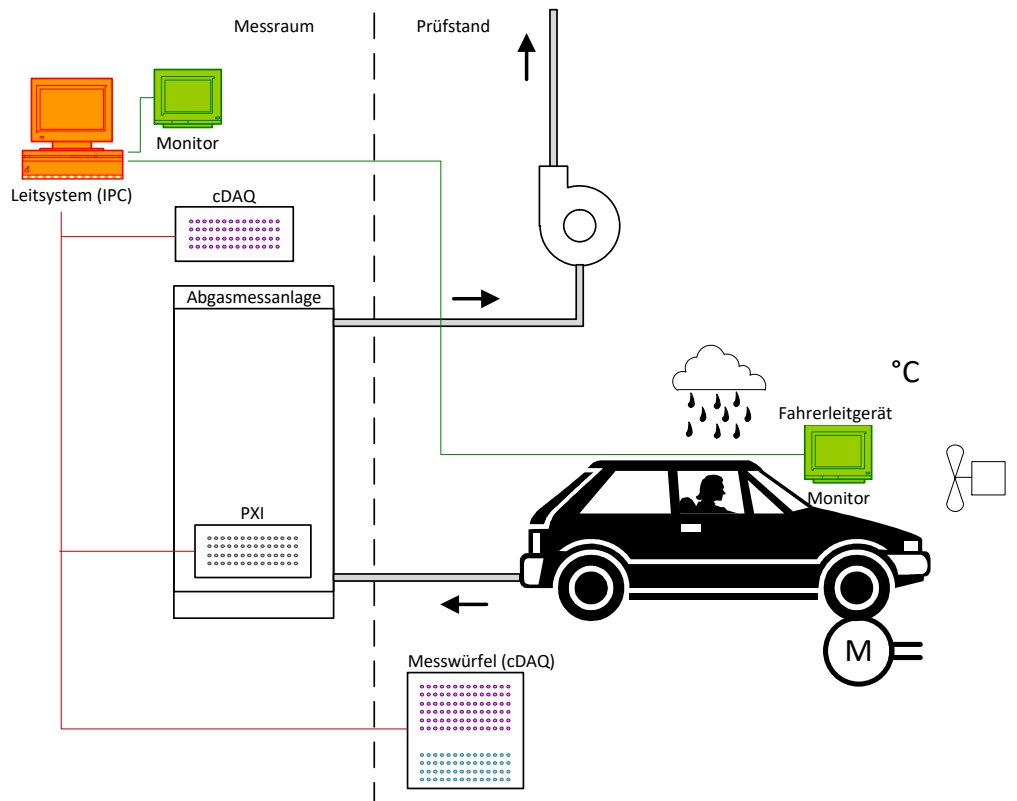 Messraum
Prüfstand
Monitor
Leitsystem (IPC)
cDAQ
Abgasmessanlage
°C
Fahrerleitgerät
Monitor
PXI
M
Messwürfel (cDAQ)